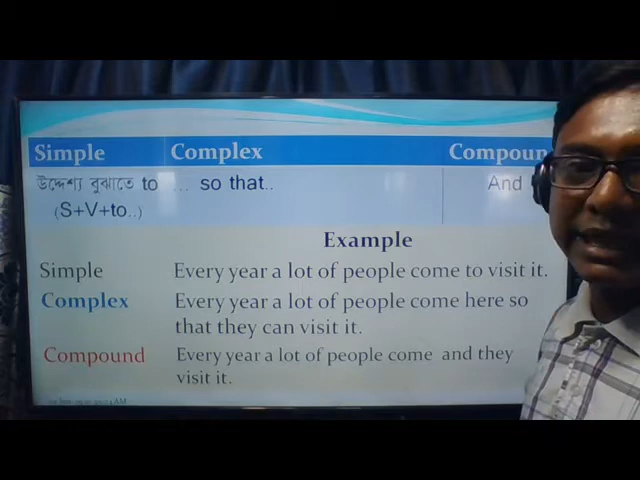 Simple Complex Compoun
উদ্দেশ্য বুঝাতে to ... so that.. And
(S+V+to..)
Example
Simple Every year a lot of people come to visit it.
Complex Every year a lot of people come here so
that they can visit it.
Compound Every year a lot of people come and they
visit it.
AM